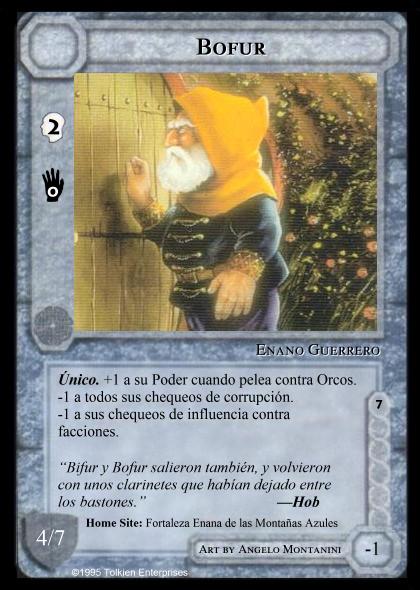 BOFUR
2
0
ENANO GUERRERO
Único. +1 a su Poder cuando pelea contra Orcos.
-1 a todos sus chequeos de corrupción.
-1 a sus chequeos de influencia contra
facciones.
7
“Bifur y Bofur salieron también, y volvieron
con unos clarinetes que habían dejado entre
los bastones.” —Hob
Home Site: Fortaleza Enana de las Montañas Azules
4/7
ART BY ANGELO MONTANINI
-1
©1995 Tolkien Enterprises